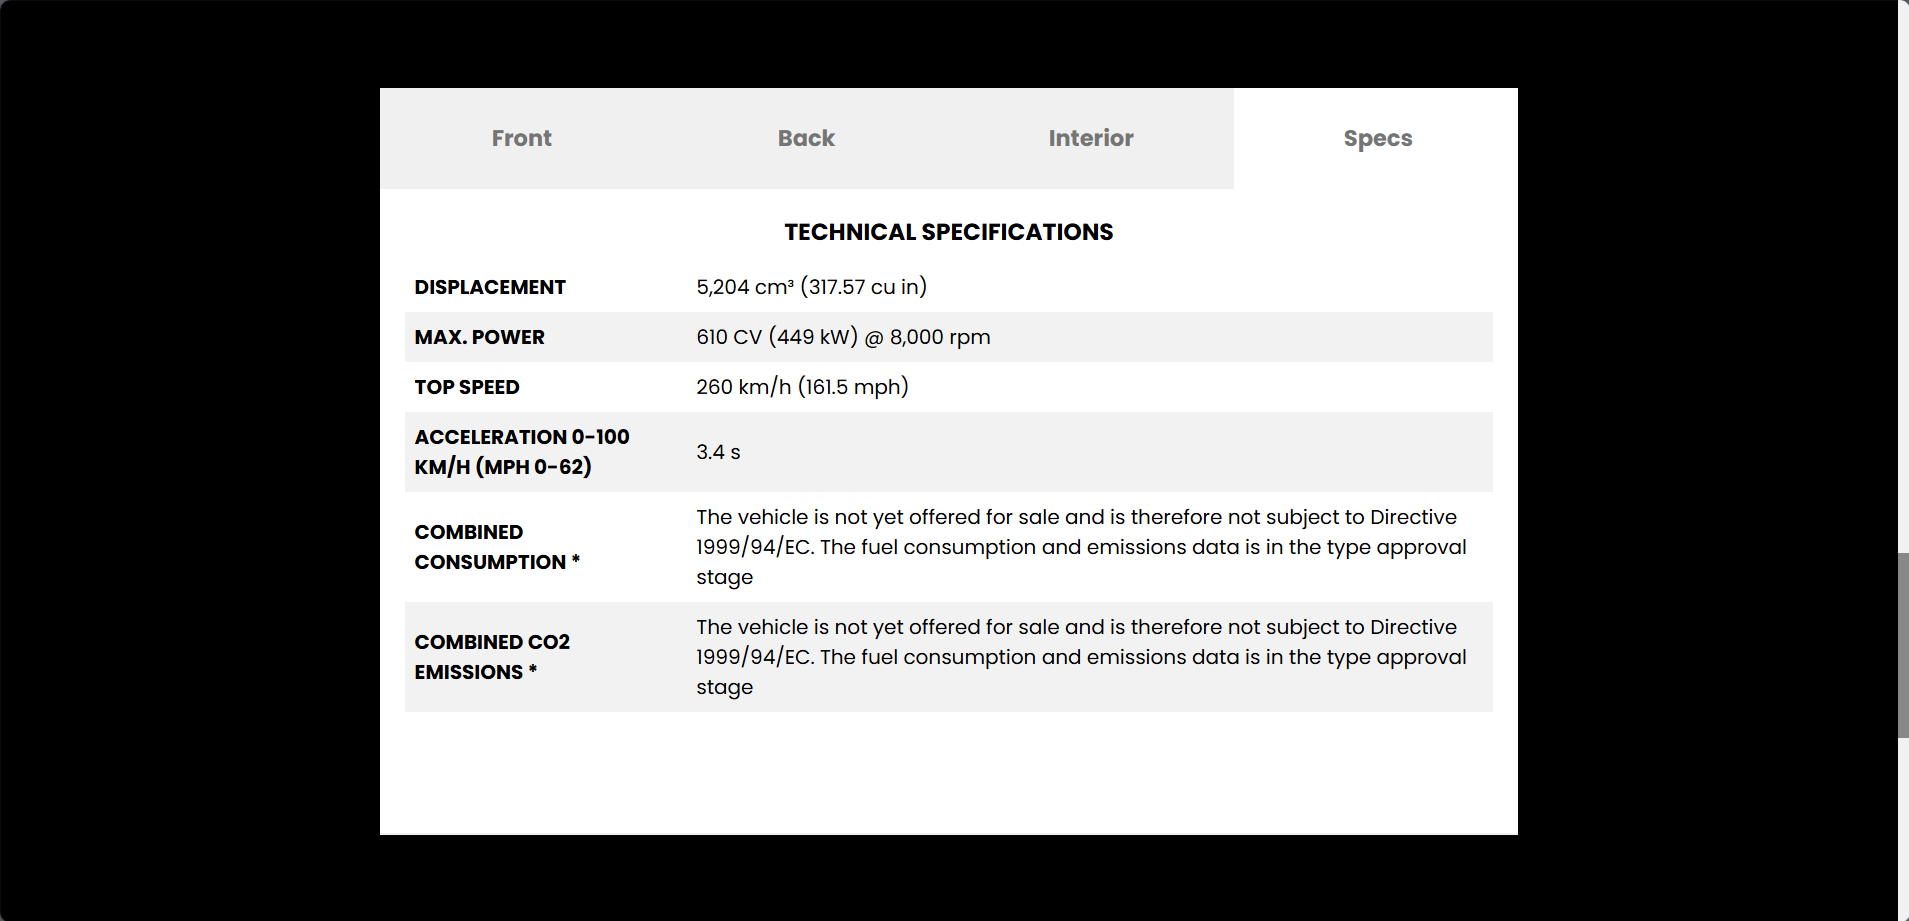 Front Back Interior Specs
TECHNICAL SPECIFICATIONS
DISPLACEMENT 5,204 cm³ (317.57 cu in)
MAX. POWER 610 CV (449 kW) @ 8,000 rpm
TOP SPEED 260 km/h (161.5 mph)
ACCELERATION 0-100
KM/H (MPH 0-62)
3.4 s
COMBINED
CONSUMPTION *
The vehicle is not yet offered for sale and is therefore not subject to Directive
1999/94/EC. The fuel consumption and emissions data is in the type approval
stage
COMBINED CO2
EMISSIONS *
The vehicle is not yet offered for sale and is therefore not subject to Directive
1999/94/EC. The fuel consumption and emissions data is in the type approval
stage